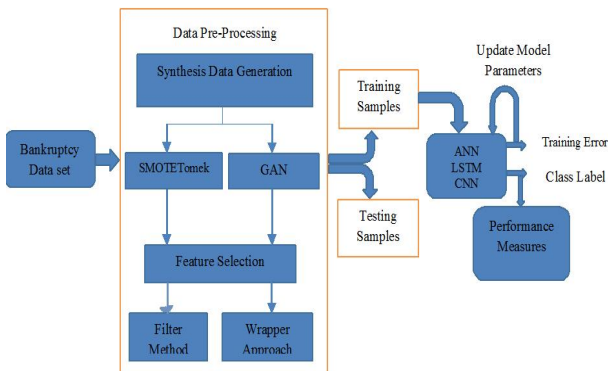 Data Pre-Processing
Synthesis Data Generation
Bankruptcy
Data set
SMOTETomek
GAN
Feature Selection
Filter
Method
Wrapper
Approach
Training
Samples
Testing
Samples
Update Model
Parameters
ANN
LSTM
CNN
Training Error
Class Label
Performance
Measures